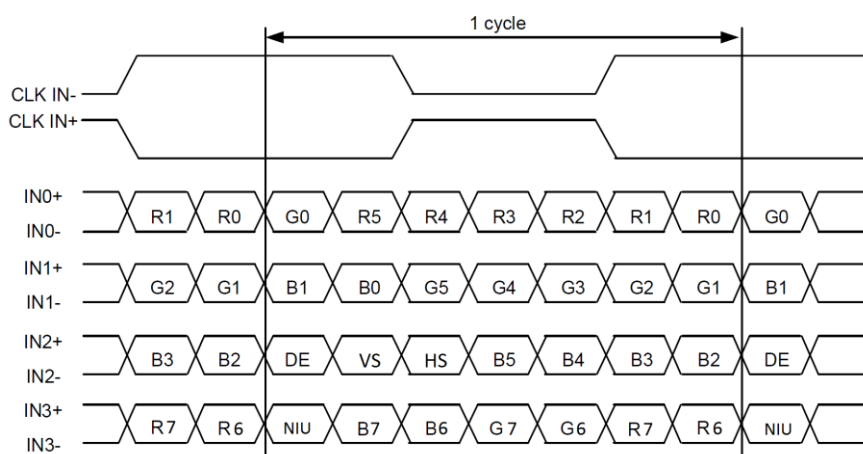 1 cycle
CLK IN-
CLK IN+
IN0+
R1 R0 G0 R5 R4 R3 R2 R1 R0 G0
IN0-
IN1+
G2 G1 B1 B0 G5 G4 G3 G2 G1 B1
IN1-
IN2+
B3 B2 DE VS HS B5 B4 B3 B2 DE
IN2-
IN3+
R7 R6 NIU B7 B6 G7 G6 R7 R6 NIU
IN3-